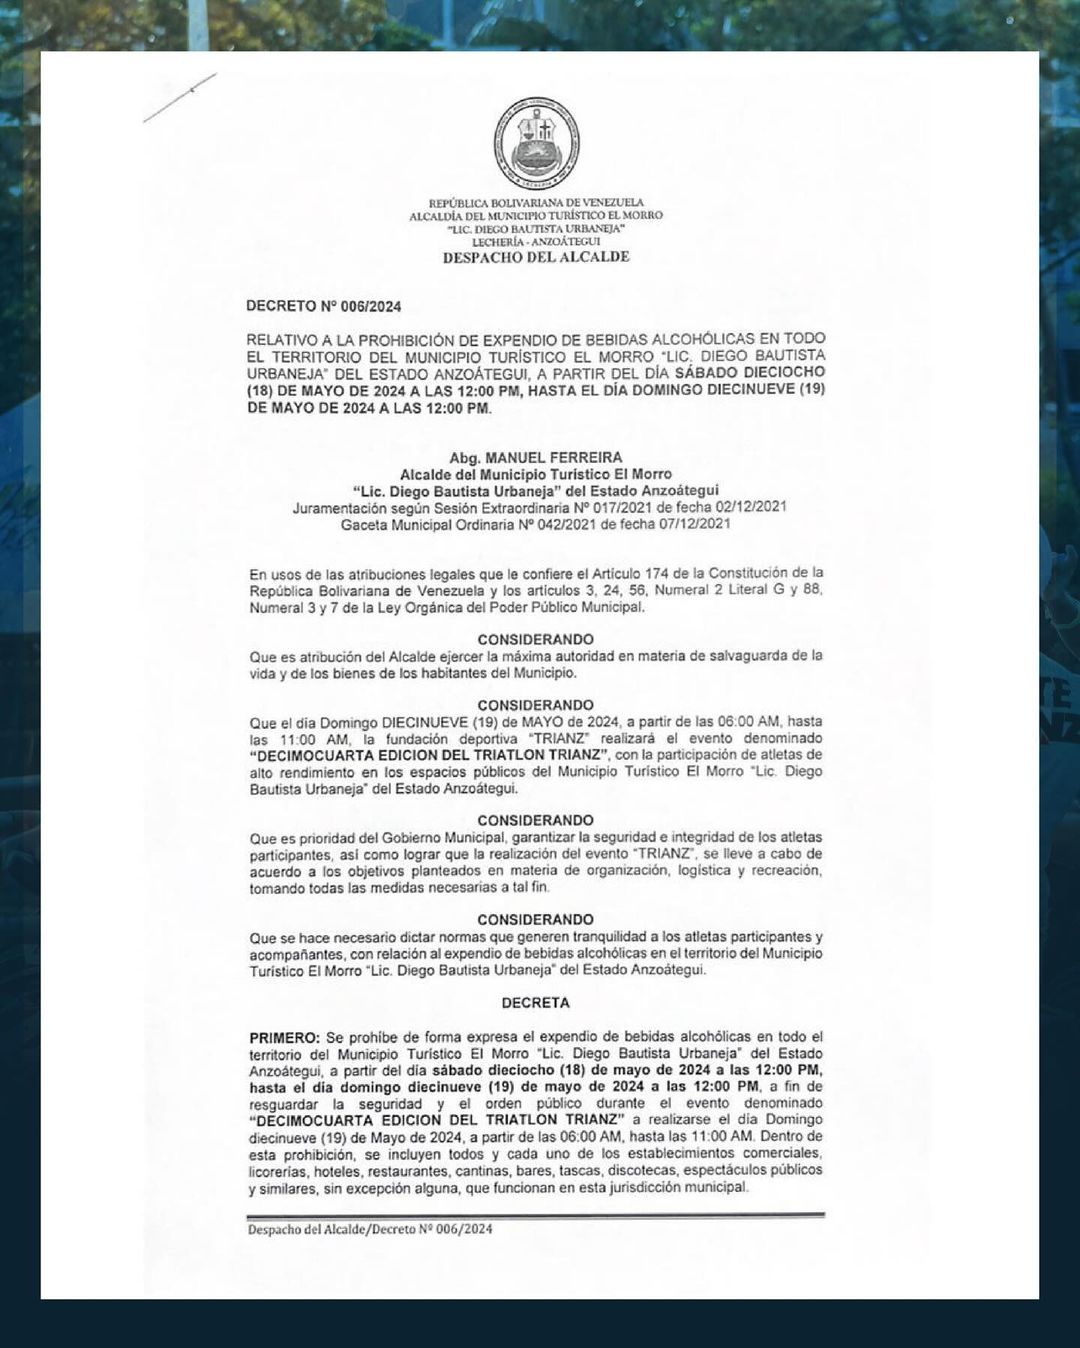 REPÚBLICA BOLIVARIANA DE VENEZUELA
ALCALDÍA DEL MUNICIPIO TURÍSTICO EL MORRO
"LIC. DIEGO BAUTISTA URBANEJA"
LECHERÍA - ANZOÁTEGUI
DESPACHO DEL ALCALDE
DECRETO Nº 006/2024
RELATIVO A LA PROHIBICIÓN DE EXPENDIO DE BEBIDAS ALCOHÓLICAS EN TODO
EL TERRITORIO DEL MUNICIPIO TURÍSTICO EL MORRO "LIC. DIEGO BAUTISTA
URBANEJA" DEL ESTADO ANZOÁTEGUI, A PARTIR DEL DÍA SÁBADO DIECIOCHO
(18) DE MAYO DE 2024 A LAS 12:00 PM, HASTA EL DÍA DOMINGO DIECINUEVE (19)
DE MAYO DE 2024 A LAS 12:00 PM.
Abg. MANUEL FERREIRA
Alcalde del Municipio Turístico El Morro
"Lic. Diego Bautista Urbaneja" del Estado Anzoátegui
Juramentación según Sesión Extraordinaria Nº 017/2021 de fecha 02/12/2021
Gaceta Municipal Ordinaria Nº 042/2021 de fecha 07/12/2021
En usos de las atribuciones legales que le confiere el Artículo 174 de la Constitución de la
República Bolivariana de Venezuela y los artículos 3, 24, 56, Numeral 2 Literal G y 88,
Numeral 3 y 7 de la Ley Orgánica del Poder Público Municipal.
CONSIDERANDO
Que es atribución del Alcalde ejercer la máxima autoridad en materia de salvaguarda de la
vida y de los bienes de los habitantes del Municipio.
CONSIDERANDO
Que el día Domingo DIECINUEVE (19) de MAYO de 2024, a partir de las 06:00 AM, hasta
las 11:00 AM, la fundación deportiva "TRIANZ" realizará el evento denominado
"DECIMOCUARTA EDICION DEL TRIATLON TRIANZ", con la participación de atletas de
alto rendimiento en los espacios públicos del Municipio Turístico El Morro "Lic. Diego
Bautista Urbaneja" del Estado Anzoátegui.
CONSIDERANDO
Que es prioridad del Gobierno Municipal, garantizar la seguridad e integridad de los atletas
participantes, así como lograr que la realización del evento "TRIANZ", se lleve a cabo de
acuerdo a los objetivos planteados en materia de organización, logística y recreación,
tomando todas las medidas necesarias a tal fin.
CONSIDERANDO
Que se hace necesario dictar normas que generen tranquilidad a los atletas participantes y
acompañantes, con relación al expendio de bebidas alcohólicas en el territorio del Municipio
Turístico El Morro "Lic. Diego Bautista Urbaneja" del Estado Anzoátegui.
DECRETA
PRIMERO: Se prohíbe de forma expresa el expendio de bebidas alcohólicas en todo el
territorio del Municipio Turístico El Morro "Lic. Diego Bautista Urbaneja" del Estado
Anzoátegui, a partir del día sábado dieciocho (18) de mayo de 2024 a las 12:00 PM,
hasta el día domingo diecinueve (19) de mayo de 2024 a las 12:00 PM, a fin de
resguardar la seguridad y el orden público durante el evento denominado
"DECIMOCUARTA EDICION DEL TRIATLON TRIANZ" a realizarse el día Domingo
diecinueve (19) de Mayo de 2024, a partir de las 06:00 AM, hasta las 11:00 AM. Dentro de
esta prohibición, se incluyen todos y cada uno de los establecimientos comerciales,
licorerías, hoteles, restaurantes, cantinas, bares, tascas, discotecas, espectáculos públicos
y similares, sin excepción alguna, que funcionan en esta jurisdicción municipal.
Despacho del Alcalde/Decreto Nº 006/2024